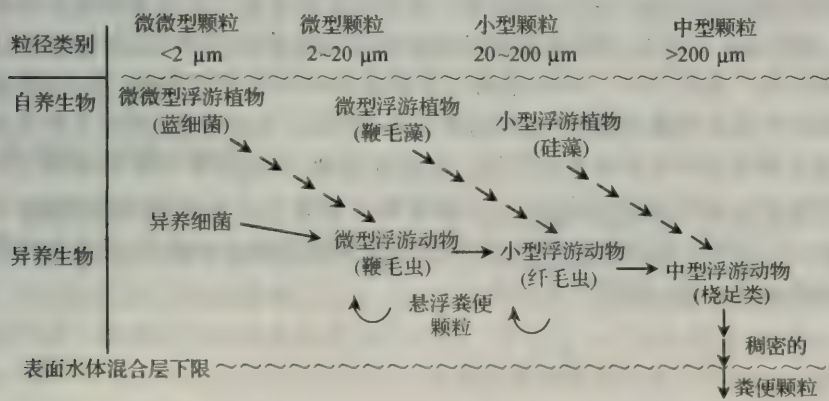 粒径类别
微微型颗粒
<2 μm
微型颗粒
2~20 μm
小型颗粒
20~200 μm
中型颗粒
>200 μm
自养生物
微微型浮游植物
(蓝细菌)
微型浮游植物
(鞭毛藻)
小型浮游植物
(硅藻)
异养细菌
异养生物
微型浮游动物
(鞭毛虫)
小型浮游动物
(纤毛虫)
中型浮游动物
(桡足类)
悬浮粪便
颗粒
稠密的
表面水体混合层下限
粪便颗粒